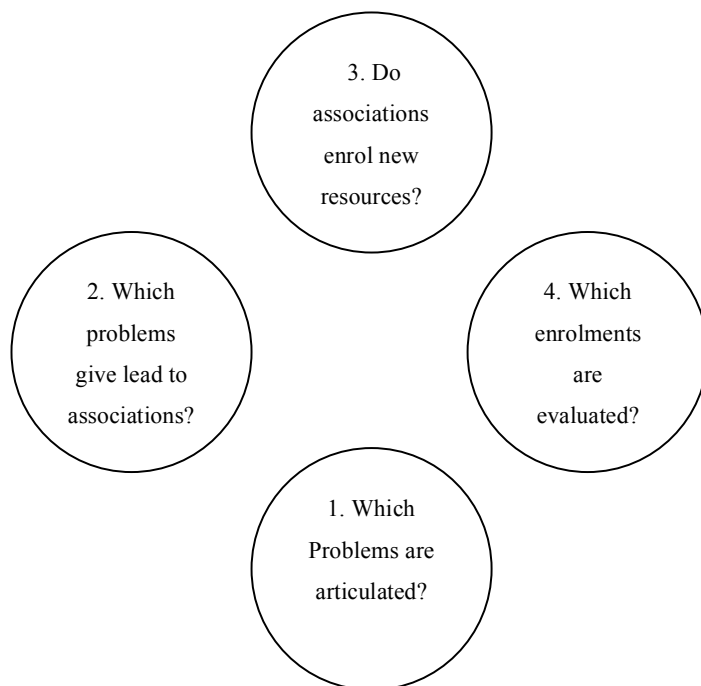 3. Do
associations
enrol new
resources?
2. Which
problems
give lead to
associations?
4. Which
enrolments
are
evaluated?
1. Which
Problems are
articulated?